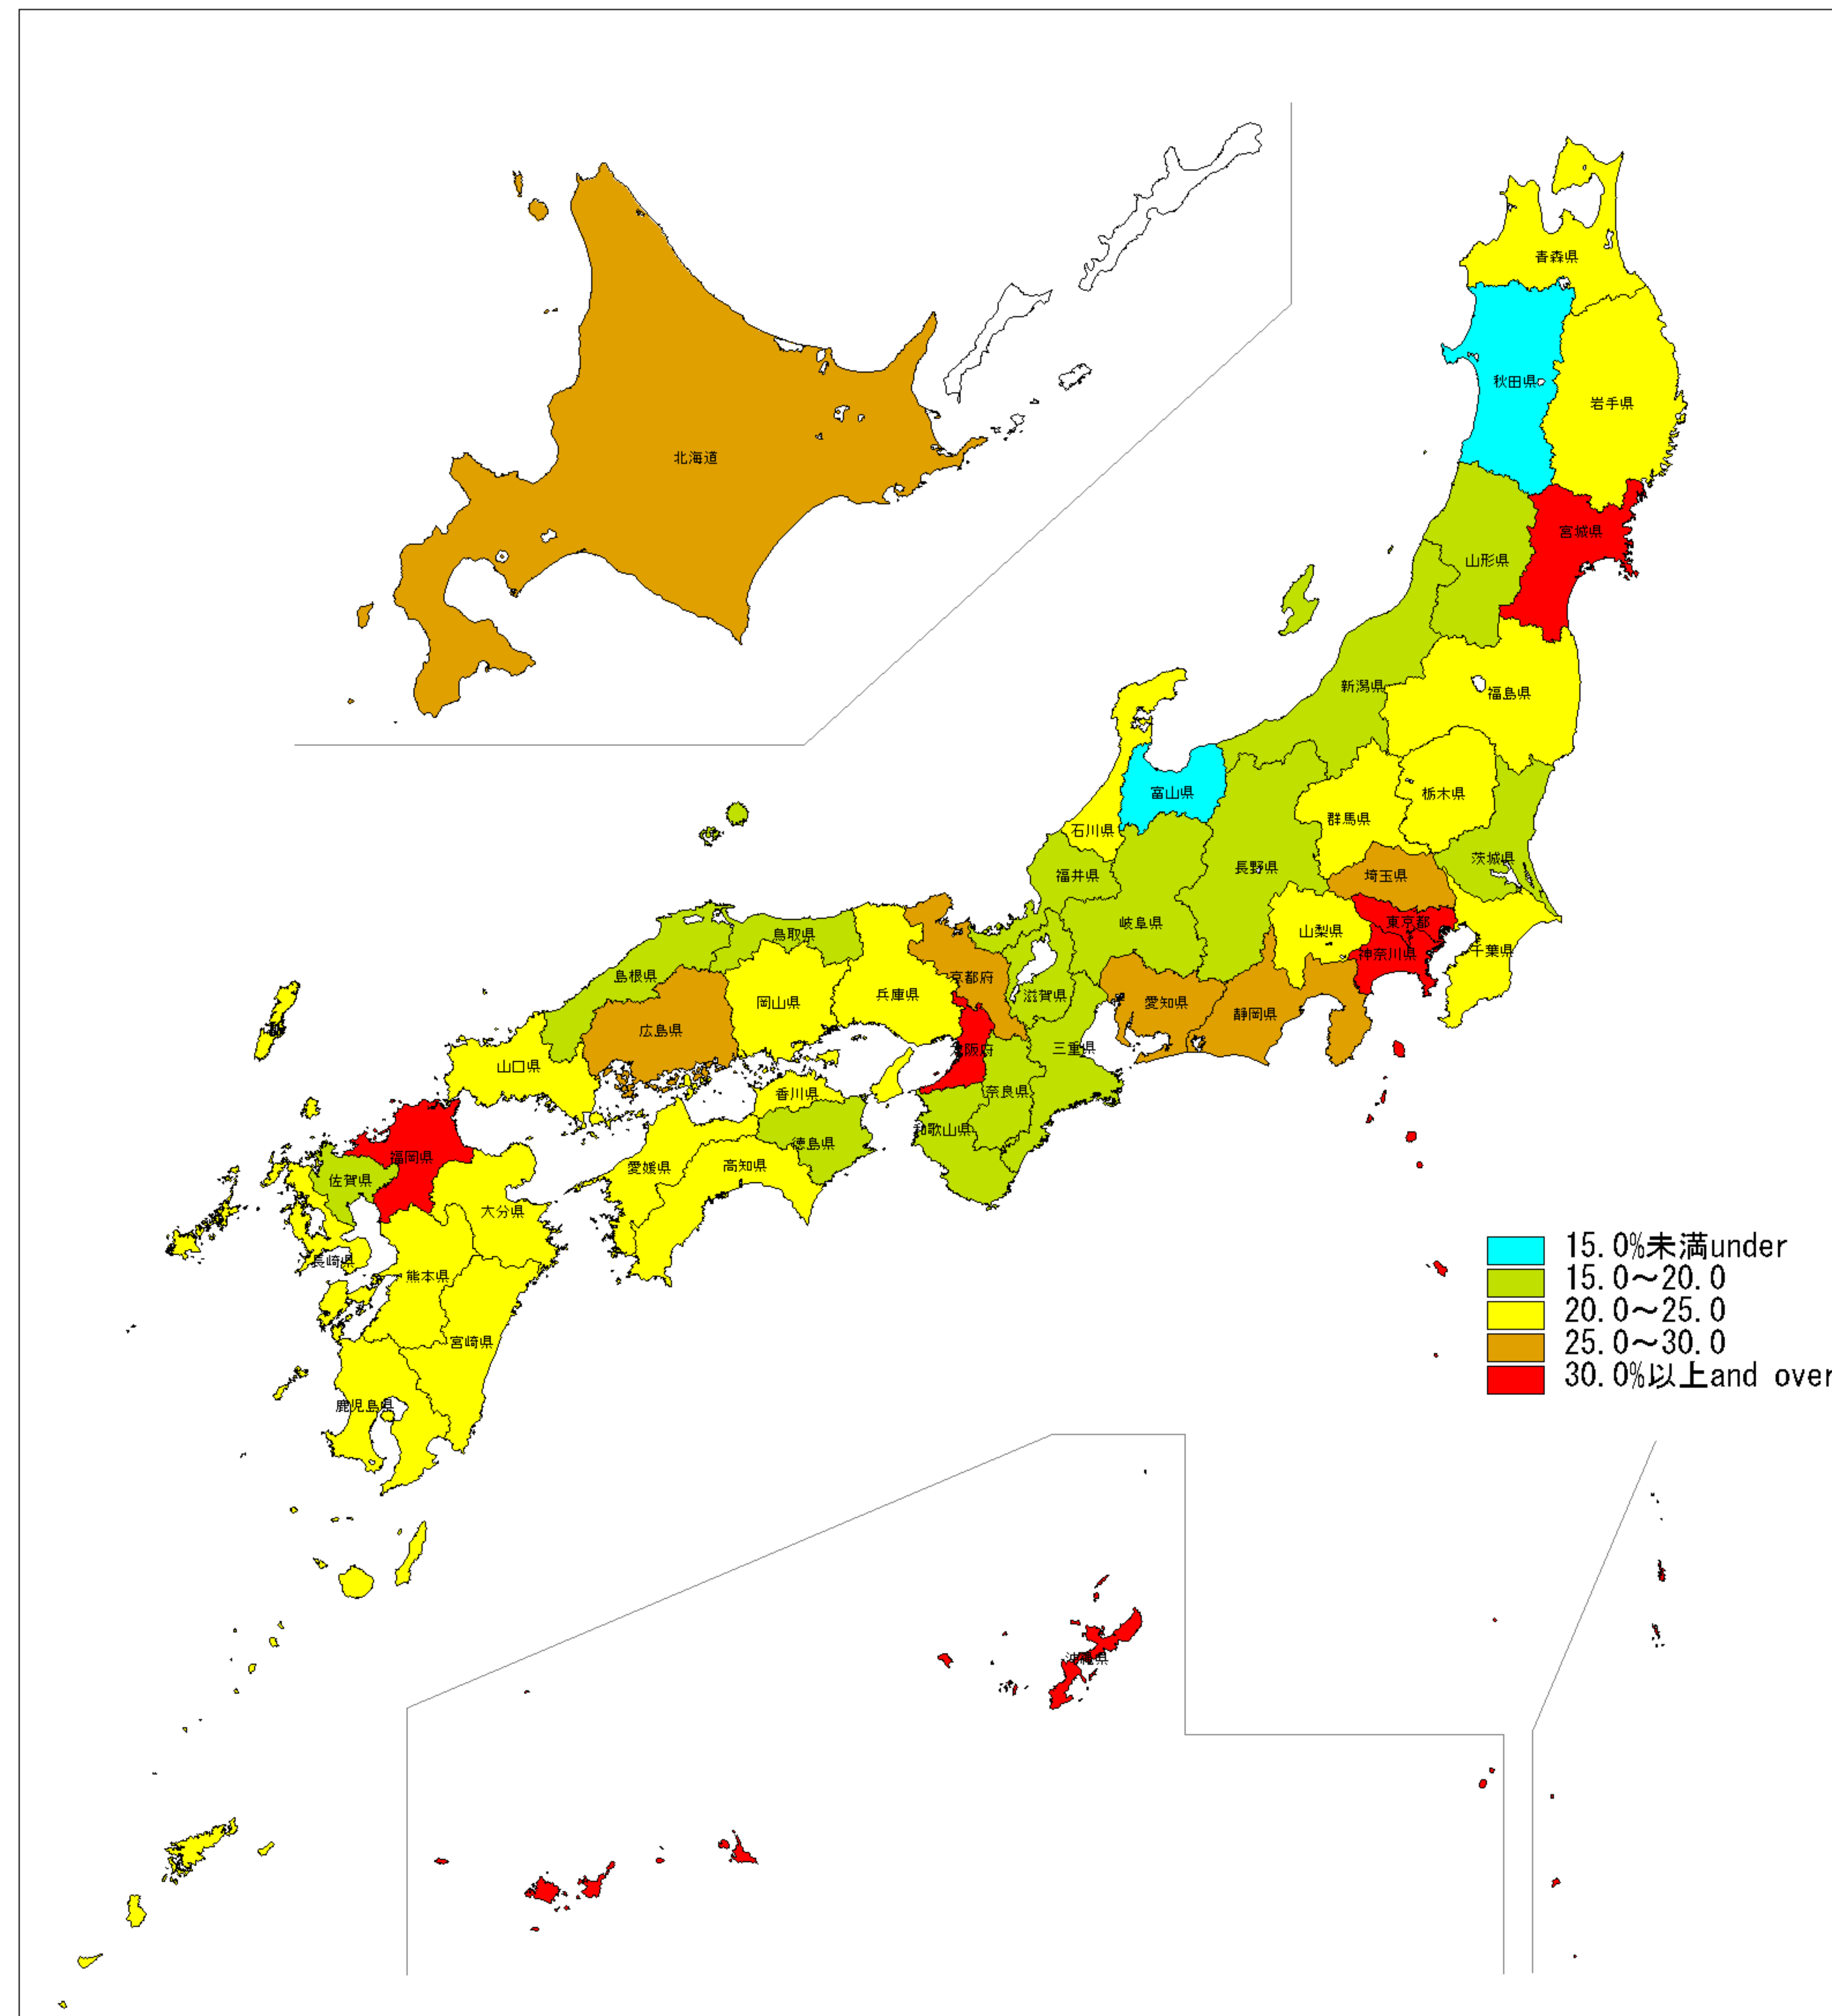 青森県
秋田県
岩手県
北海道
宮城県
山形県
新潟県
福島県
富山県
栃木県
群馬県
石川県
茨城県
長野県
福井県
埼玉県
岐阜県
東京都
山梨県
鳥取県
千葉県
神奈川県
島根県
京都府
兵庫県
滋賀県
岡山県
愛知県
静岡県
広島県
大阪府
三重県
山口県
奈良県
香川県
和歌山県
徳島県
福岡県
高知県
愛媛県
佐賀県
大分県
長崎県
熊本県
宮崎県
鹿児島県
沖縄県
15.0%未満under
15.0～20.0
20.0～25.0
25.0～30.0
30.0%以上and over